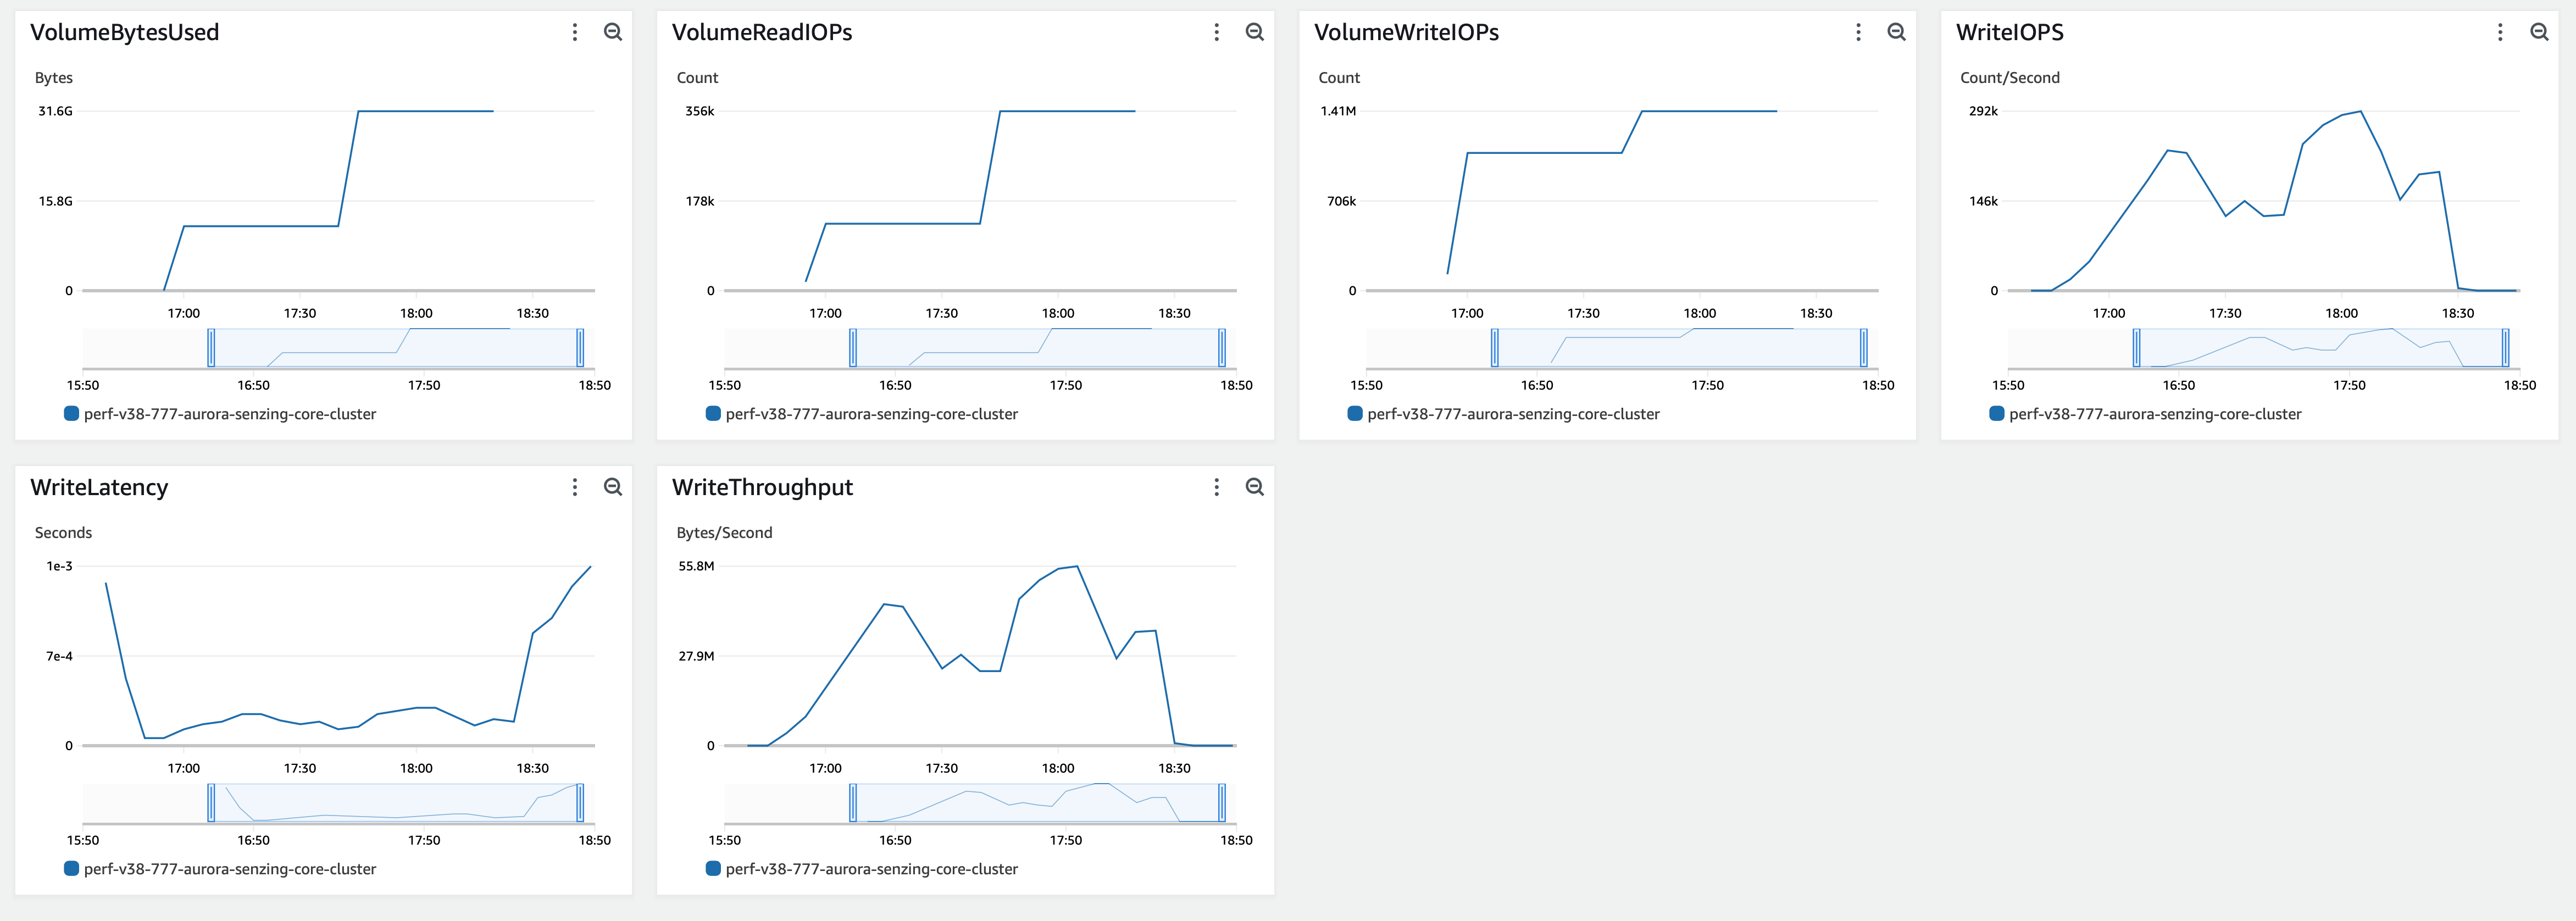 VolumeBytesUsed
Bytes
31.6G
15.8G
0
17:00 17:30 18:00 18:30
15:50 16:50 17:50 18:50
perf-v38-777-aurora-senzing-core-cluster
VolumeReadIOPs
Count
356k
178k
0
17:00 17:30 18:00 18:30
15:50 16:50 17:50 18:50
perf-v38-777-aurora-senzing-core-cluster
VolumeWriteIOPs
Count
1.41M
706k
0
17:00 17:30 18:00 18:30
15:50 16:50 17:50 18:50
perf-v38-777-aurora-senzing-core-cluster
WriteIOPS
Count/Second
292k
146k
0
17:00 17:30 18:00 18:30
15:50 16:50 17:50 18:50
perf-v38-777-aurora-senzing-core-cluster
WriteLatency
Seconds
1e-3
7e-4
0
17:00 17:30 18:00 18:30
15:50 16:50 17:50 18:50
perf-v38-777-aurora-senzing-core-cluster
WriteThroughput
Bytes/Second
55.8M
27.9M
0
17:00 17:30 18:00 18:30
15:50 16:50 17:50 18:50
perf-v38-777-aurora-senzing-core-cluster